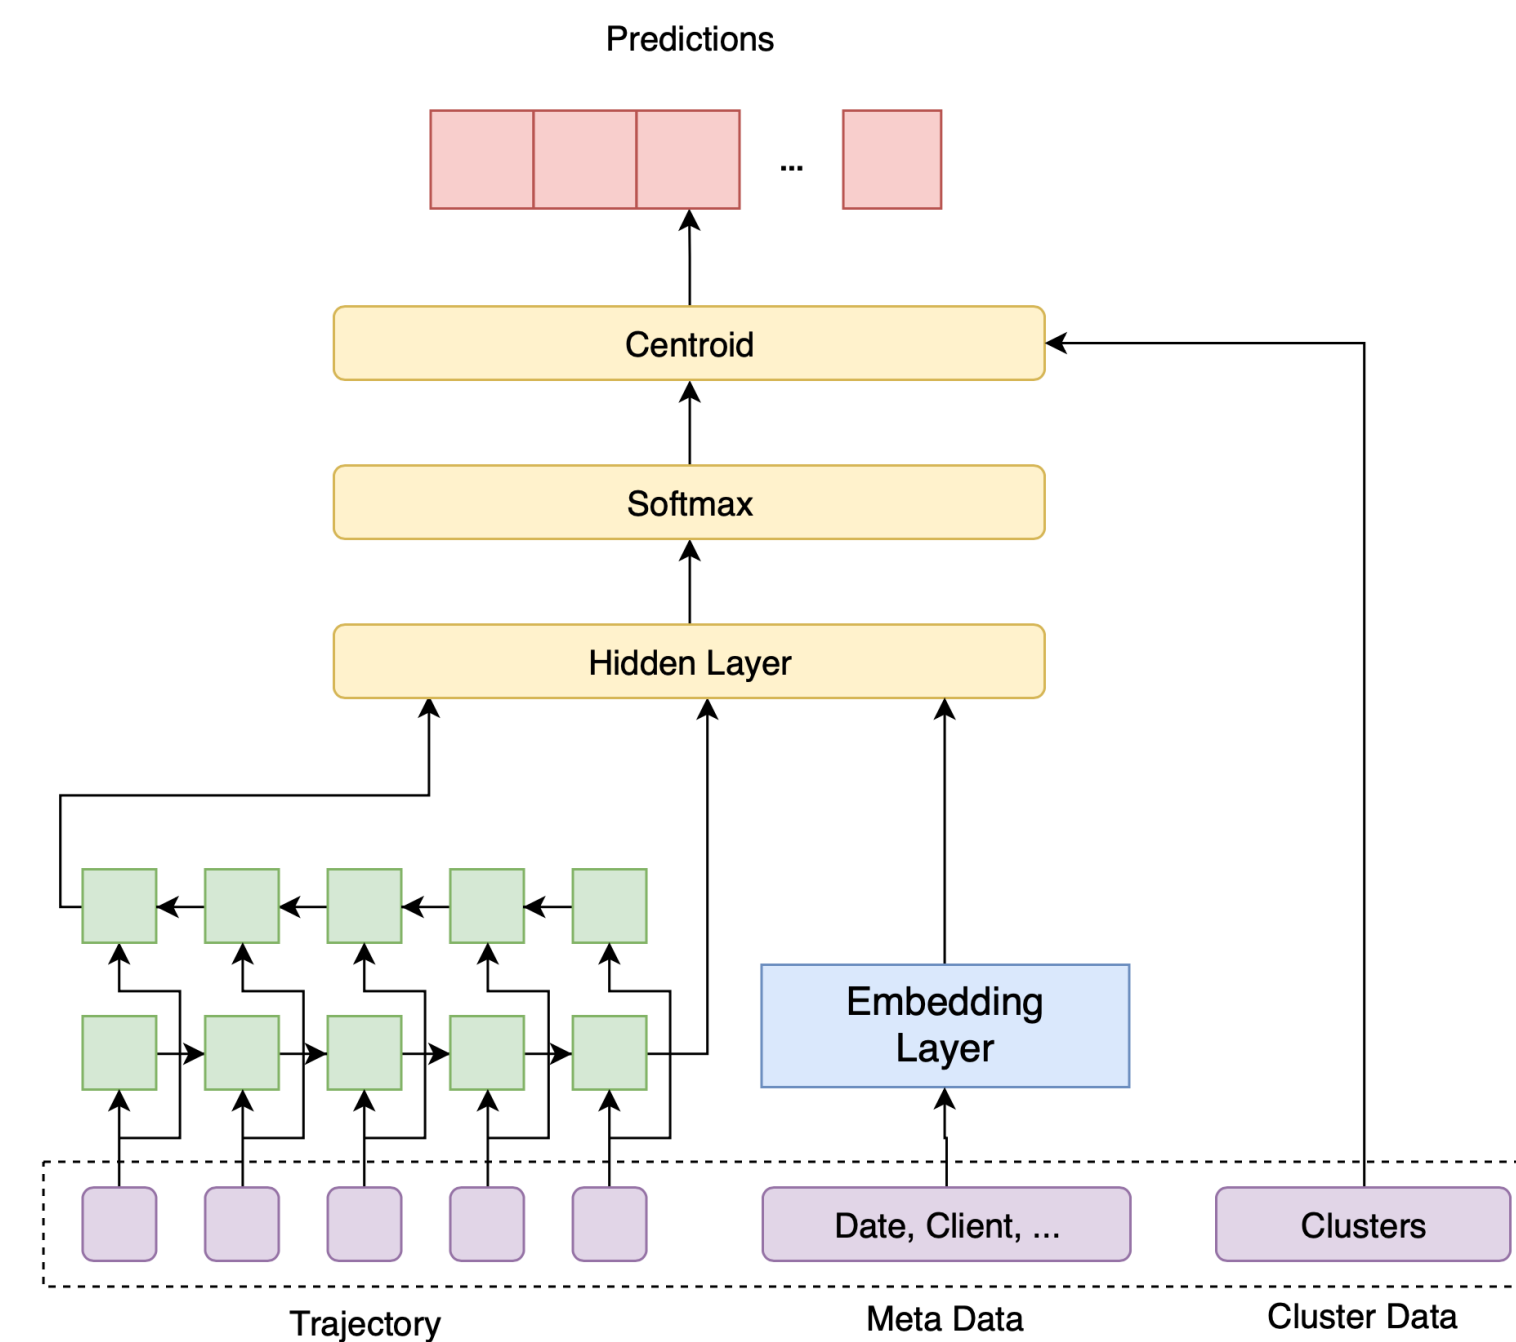 Predictions
...
Centroid
Softmax
Hidden Layer
Embedding
Layer
Date, Client, ...
Clusters
Trajectory
Meta Data
Cluster Data